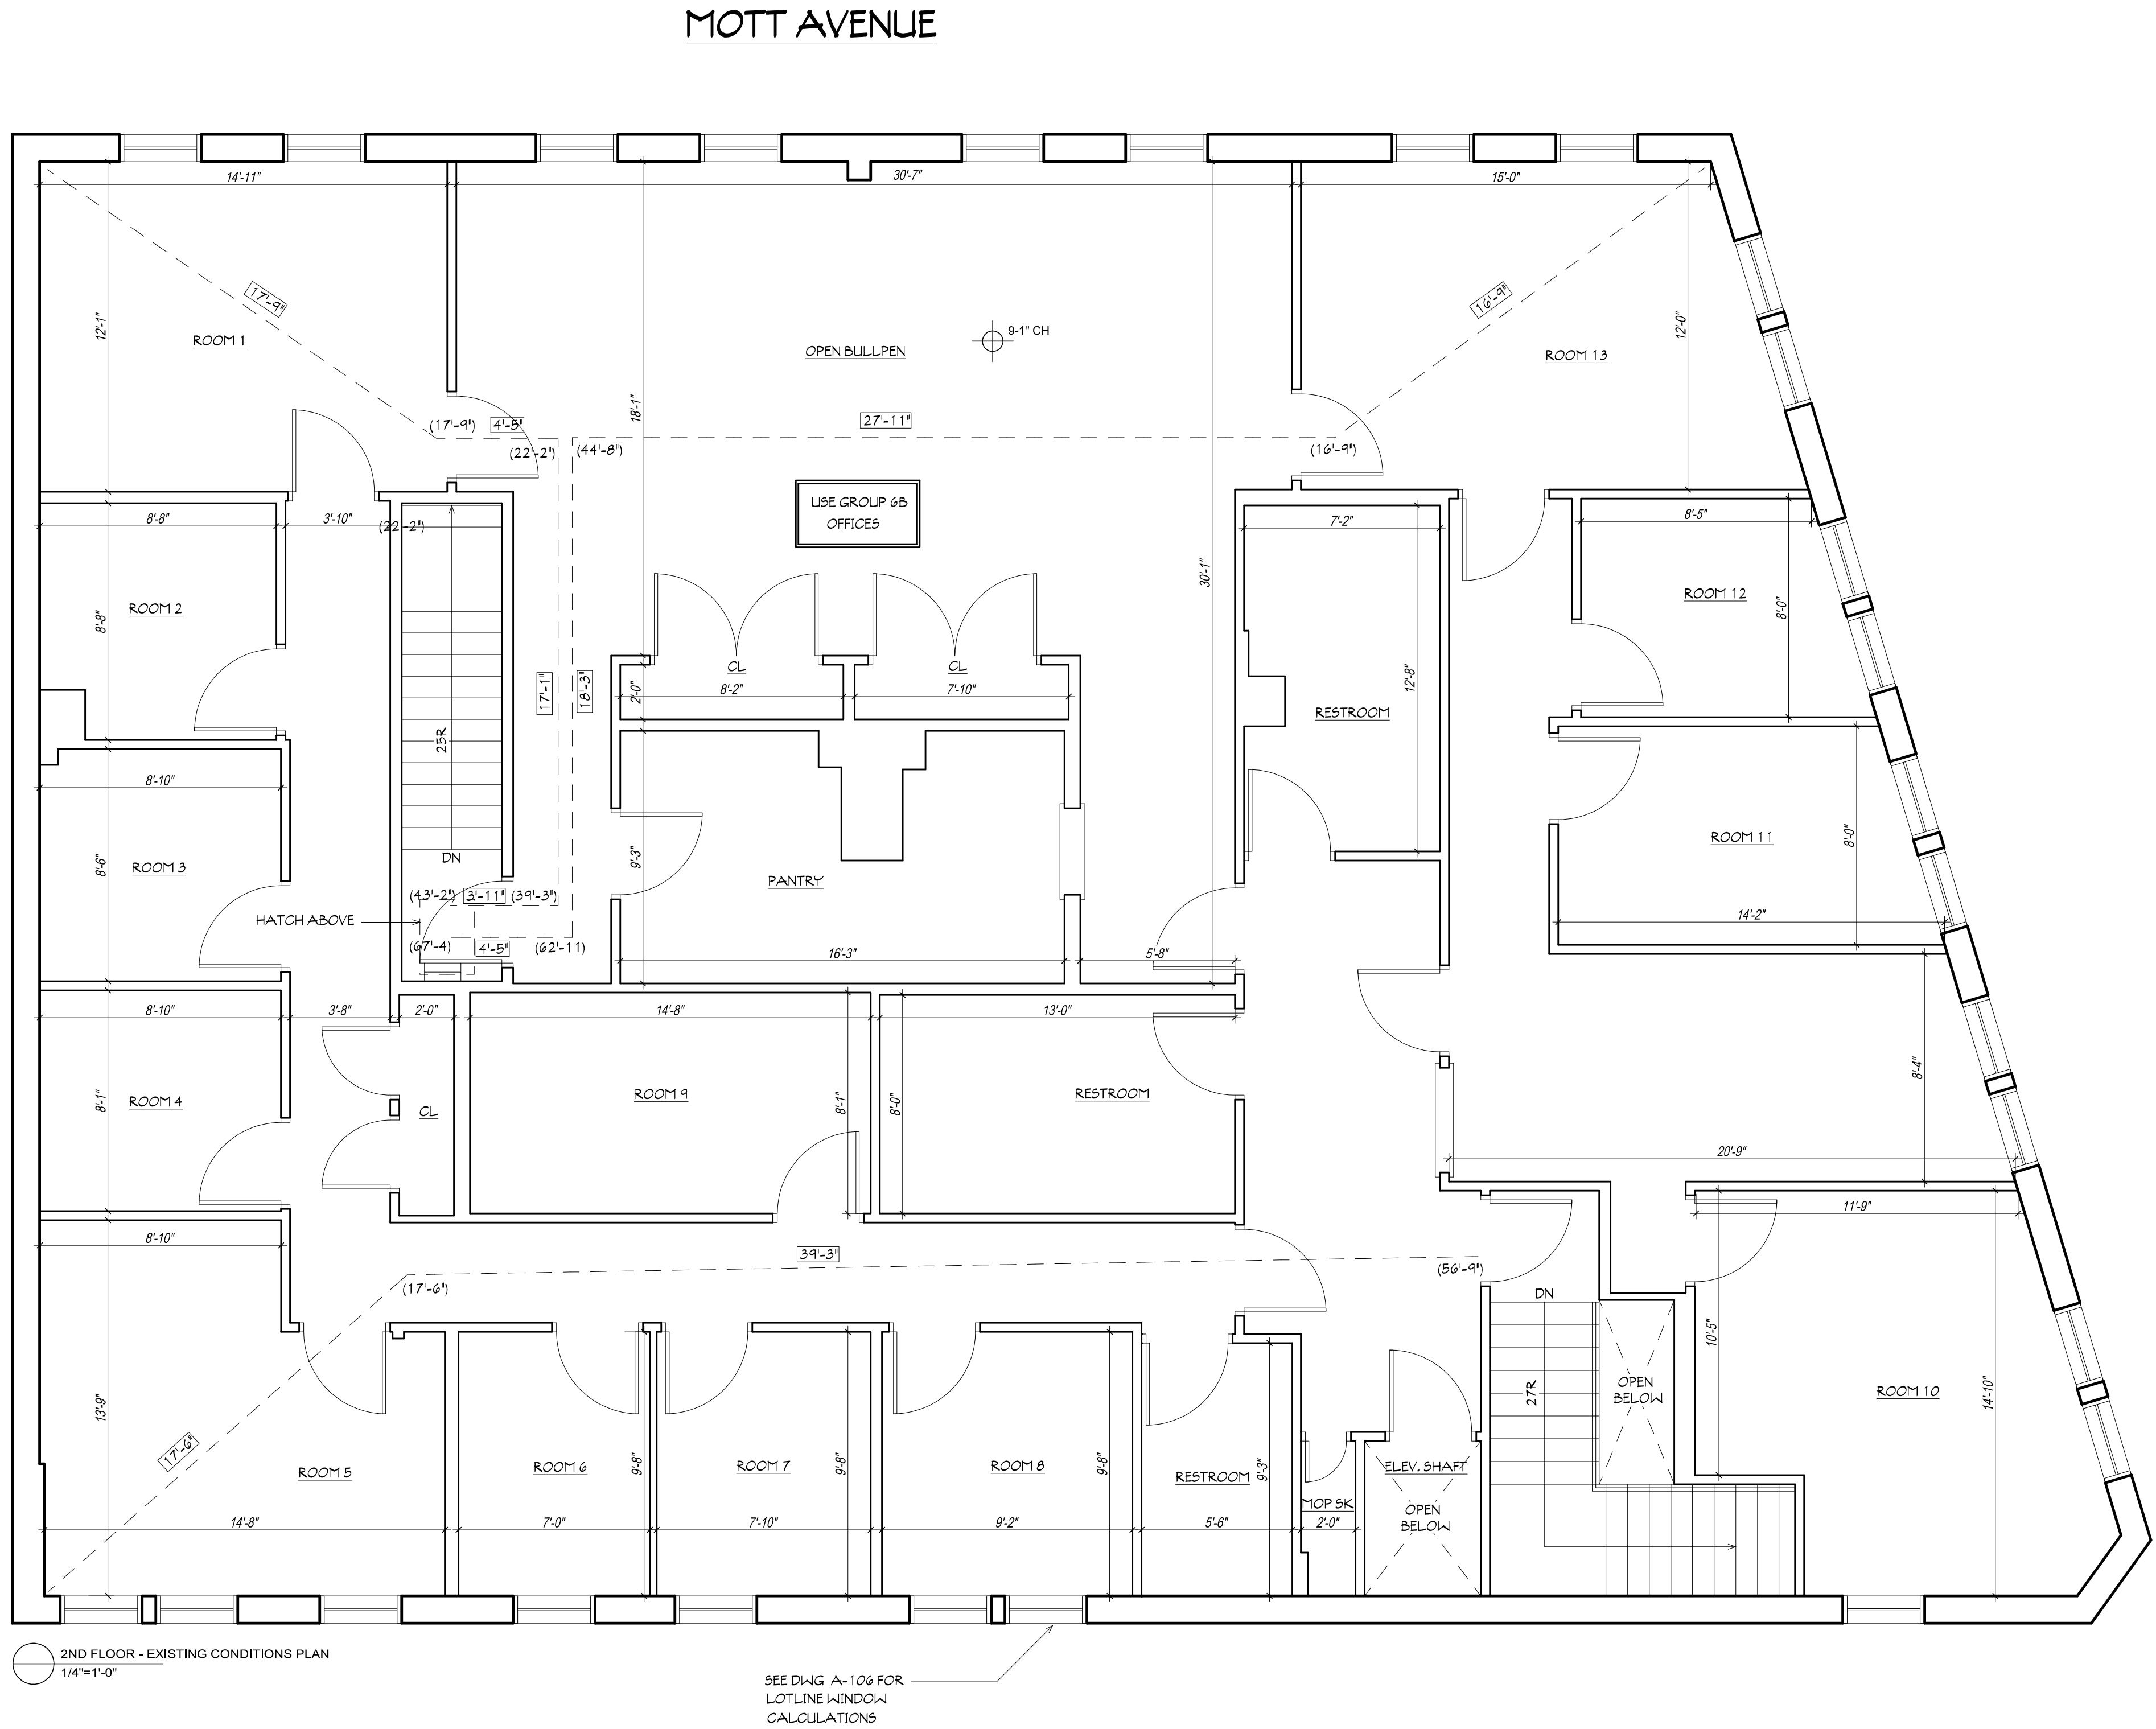 MOTT AVENUE
14'-11"
30'-7"
15'-0"
17'-9"
16'-9"
12'-1"
ROOM 1
OPEN BULLPEN
9-1" CH
ROOM 13
12'-0"
18'-1"
(17'-9")
4'-5"
27'-11"
(22'-2")
(44'-8")
(16'-9")
USE GROUP 6B
OFFICES
8'-8"
3'-10"
(22'-2")
7'-2"
8'-5"
30'-1"
ROOM 2
8'-8"
ROOM 12
8'-0"
CL
CL
17'-1"
18'-3"
2'-0"
8'-2"
7'-10"
12'-8"
RESTROOM
25R
8'-10"
ROOM 3
8'-6"
DN
9'-3"
PANTRY
ROOM 11
8'-0"
(43'-2")
3'-11"
(39'-3")
HATCH ABOVE
14'-2"
(67'-4)
4'-5"
(62'-11)
16'-3"
5'-8"
8'-10"
3'-8"
2'-0"
14'-8"
13'-0"
ROOM 4
8'-1"
CL
ROOM 9
8'-1"
8'-0"
RESTROOM
8'-4"
20'-9"
11'-9"
8'-10"
39'-3"
(17'-6")
(56'-9")
DN
10'-5"
27R
OPEN
BELOW
ROOM 10
14'-10"
13'-9"
17'-6"
ROOM 5
ROOM 6
9'-8"
ROOM 7
9'-8"
ROOM 8
9'-8"
RESTROOM
9'-3"
ELEV. SHAFT
MOP SK
OPEN
BELOW
14'-8"
7'-0"
7'-10"
9'-2"
5'-6"
2'-0"
2ND FLOOR - EXISTING CONDITIONS PLAN
1/4"=1'-0"
SEE DWG A-106 FOR
LOTLINE WINDOW
CALCULATIONS